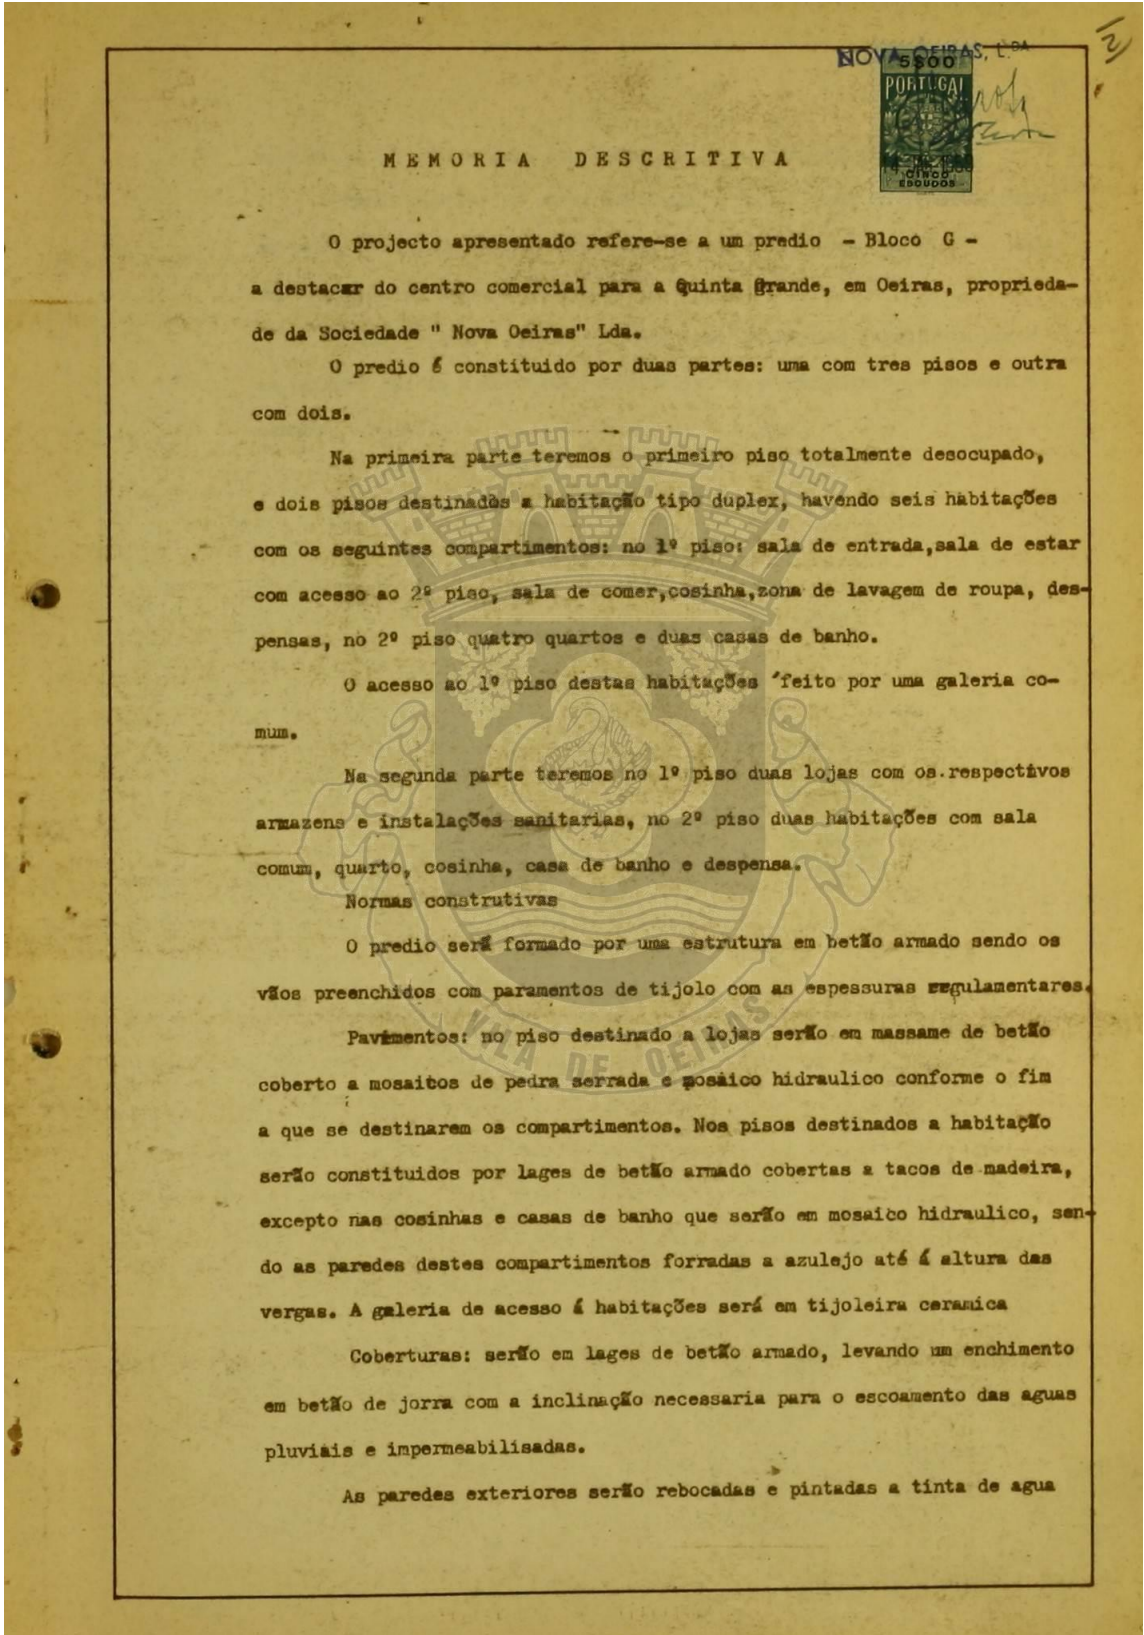 NOVA OEIRAS, L.DA
5$00
PORTUGAL
CINCO
ESCUDOS
MEMORIA DESCRITIVA
O projecto apresentado refere-se a um predio - Bloco G -
a destacar do centro comercial para a Quinta Grande, em Oeiras, proprieda-
de da Sociedade " Nova Oeiras" Lda.
O predio é constituido por duas partes: uma com tres pisos e outra
com dois.
Na primeira parte teremos o primeiro piso totalmente desocupado,
e dois pisos destinados a habitação tipo duplex, havendo seis habitações
com os seguintes compartimentos: no 1º piso: sala de entrada,sala de estar
com acesso ao 2º piso, sala de comer,cosinha,zona de lavagem de roupa, des-
pensas, no 2º piso quatro quartos e duas casas de banho.
O acesso ao 1º piso destas habitações ´feito por uma galeria co-
mum.
Na segunda parte teremos no 1º piso duas lojas com os respectivos
armazens e instalações sanitarias, no 2º piso duas habitações com sala
comum, quarto, cosinha, casa de banho e despensa.
Normas construtivas
O predio será formado por uma estrutura em betão armado sendo os
vãos preenchidos com paramentos de tijolo com as espessuras regulamentares.
Pavimentos: no piso destinado a lojas serão em massame de betão
coberto a mosaicos de pedra serrada e mosaico hidraulico conforme o fim
a que se destinarem os compartimentos. Nos pisos destinados a habitação
serão constituidos por lages de betão armado cobertas a tacos de madeira,
excepto nas cosinhas e casas de banho que serão em mosaico hidraulico, sen-
do as paredes destes compartimentos forradas a azulejo até á altura das
vergas. A galeria de acesso á habitações será em tijoleira ceramica
Coberturas: serão em lages de betão armado, levando um enchimento
em betão de jorra com a inclinação necessaria para o escoamento das aguas
pluviais e impermeabilisadas.
As paredes exteriores serão rebocadas e pintadas a tinta de agua
VILA DE OEIRAS